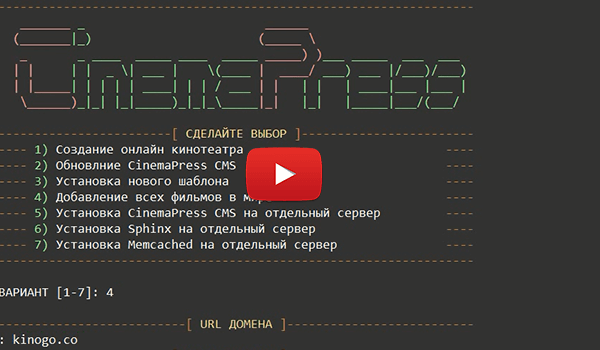 CinemaPress
[ СДЕЛАЙТЕ ВЫБОР ]
1) Создание онлайн кинотеатра
2) Обновлние CinemaPress CMS
3) Установка нового шаблона
4) Добавление всех фильмов в
5) Установка CinemaPress CMS на отдельный сервер
6) Установка Sphinx на отдельный сервер
7) Установка Memcached на отдельный сервер
ВАРИАНТ [1-7]: 4
[ URL ДОМЕНА ]
: kinogo.co